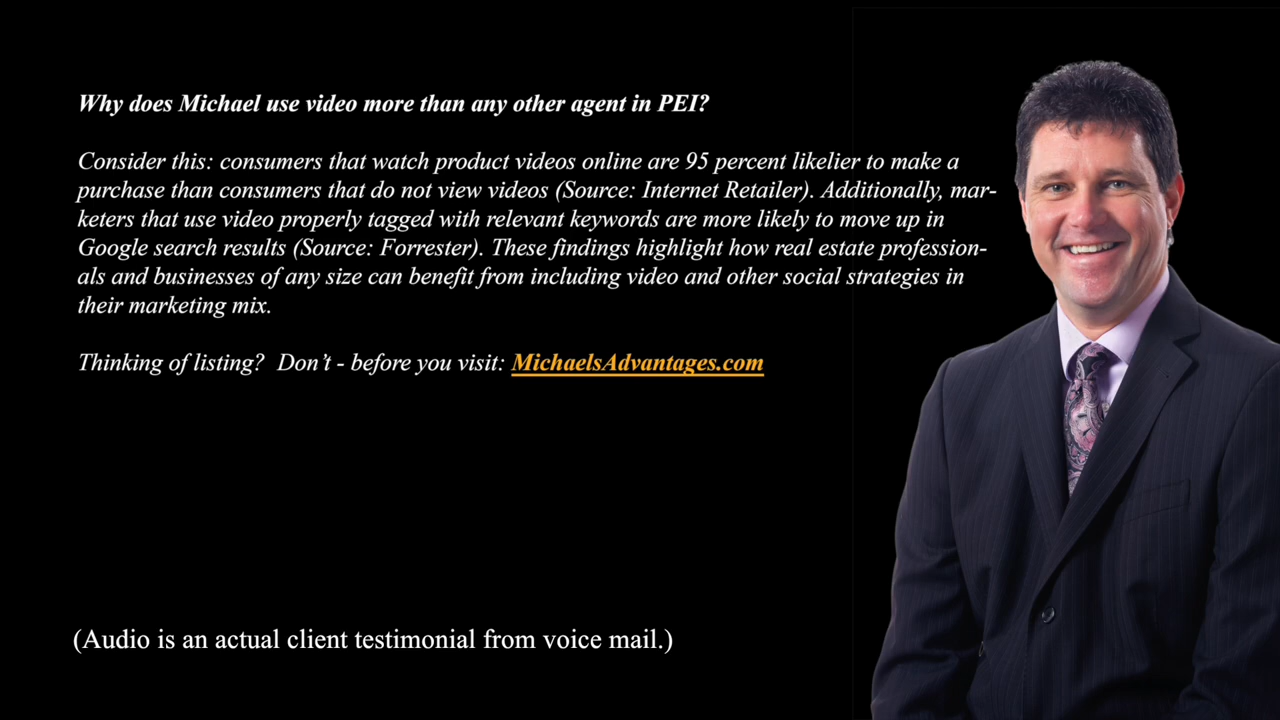 Why does Michael use video more than any other agent in PEI?
Consider this: consumers that watch product videos online are 95 percent likelier to make a
purchase than consumers that do not view videos (Source: Internet Retailer). Additionally, mar-
keters that use video properly tagged with relevant keywords are more likely to move up in
Google search results (Source: Forrester). These findings highlight how real estate profession-
als and businesses of any size can benefit from including video and other social strategies in
their marketing mix.
Thinking of listing?  Don’t - before you visit: MichaelsAdvantages.com
(Audio is an actual client testimonial from voice mail.)